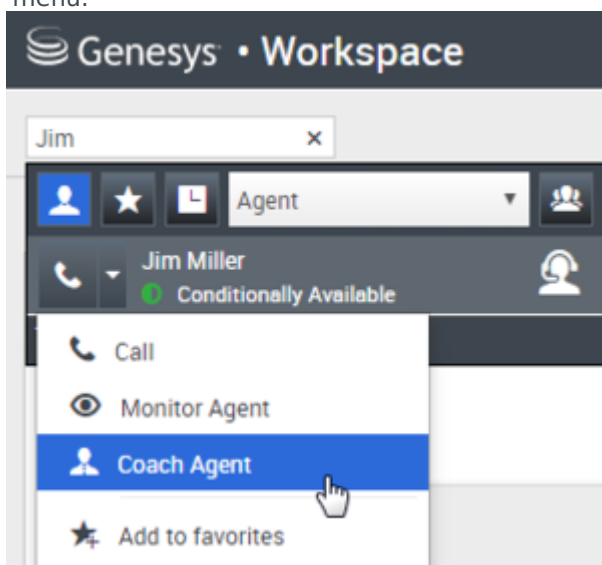 menu.
Genesys • Workspace
Jim
Agent
Jim Miller
Conditionally Available
Call
Monitor Agent
Coach Agent
Add to favorites